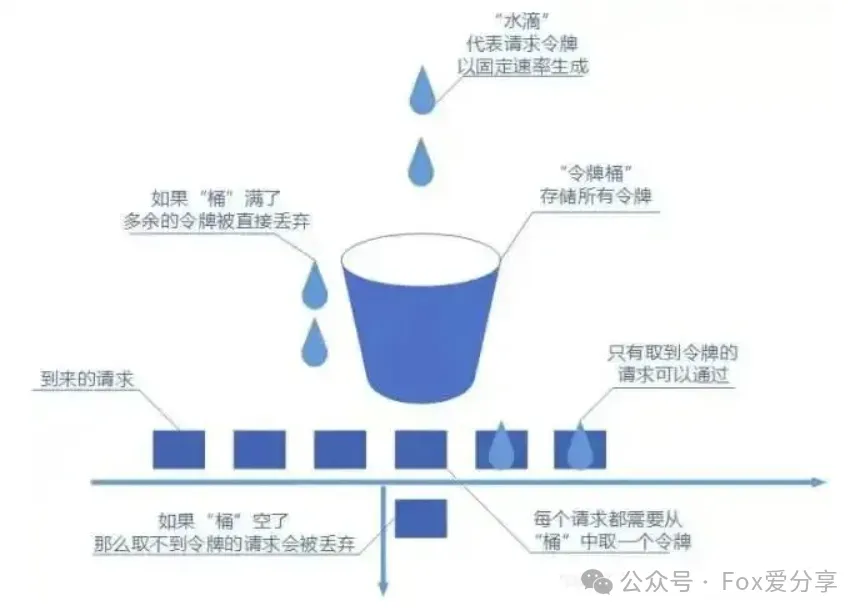 “水滴”
代表请求令牌
以固定速率生成
“令牌桶”
存储所有令牌
如果“桶”满了
多余的令牌被直接丢弃
只有取到令牌的
请求可以通过
到来的请求
如果“桶”空了
那么取不到令牌的请求会被丢弃
每个请求都需要从
“桶”中取一个令牌
公众号 · Fox爱分享